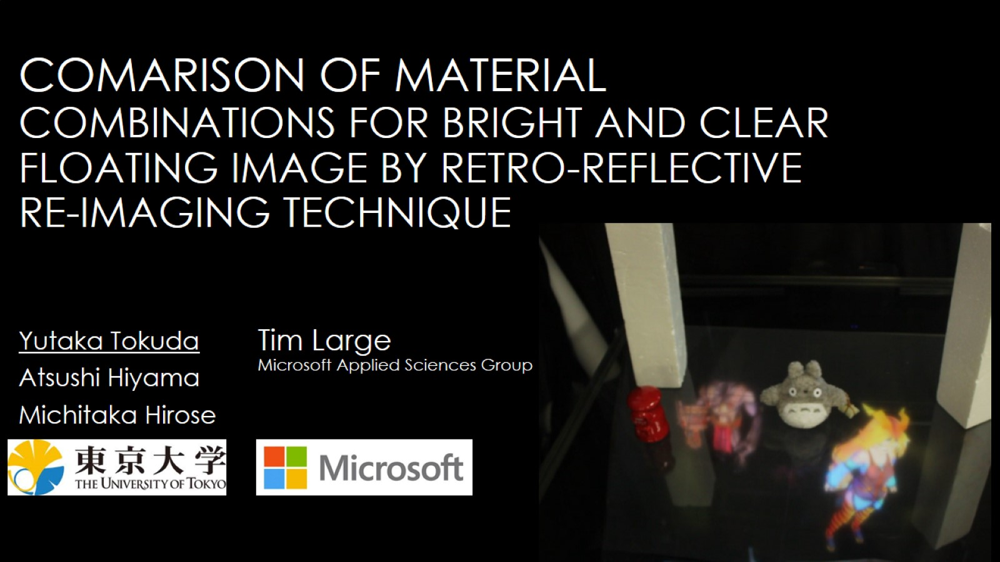 COMARISON OF MATERIAL
COMBINATIONS FOR BRIGHT AND CLEAR
FLOATING IMAGE BY RETRO-REFLECTIVE
RE-IMAGING TECHNIQUE
Yutaka Tokuda
Atsushi Hiyama
Michitaka Hirose
東京大学
THE UNIVERSITY OF TOKYO
Tim Large
Microsoft Applied Sciences Group
Microsoft